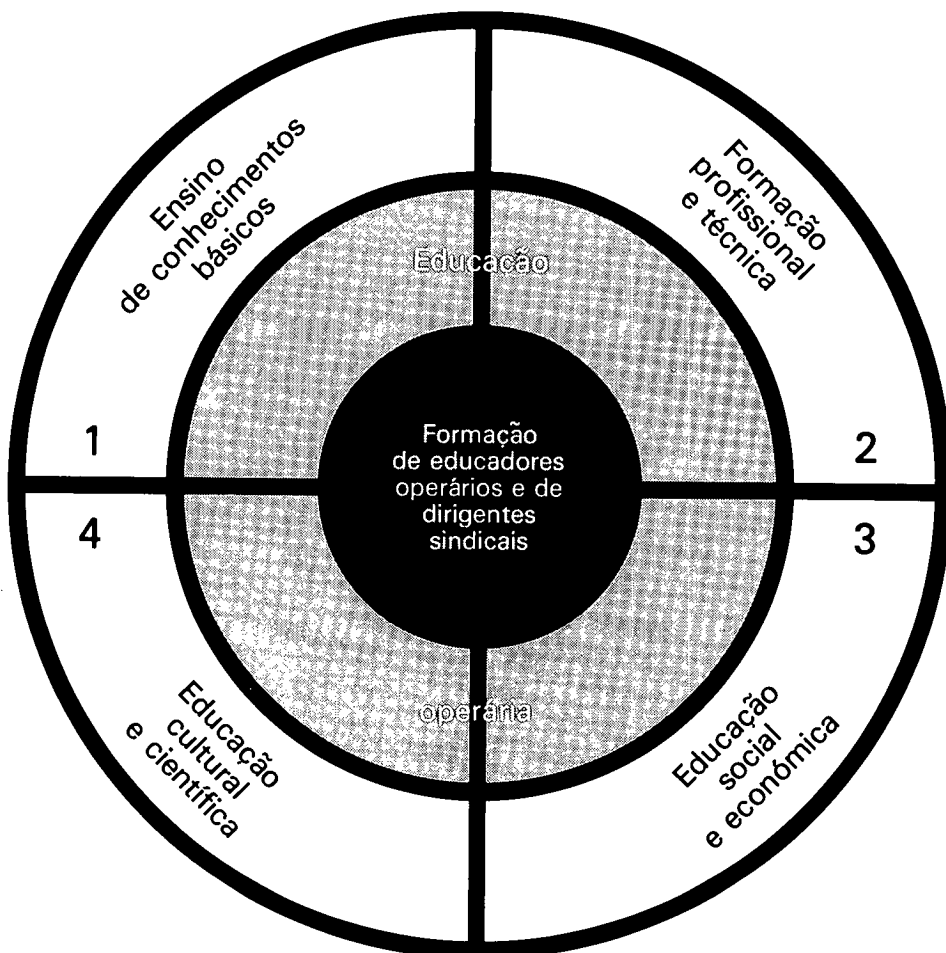 Ensino
de conhecimentos
básicos
1
Formação
profissional
e técnica
2
Educação
Formação
de educadores
operários e de
dirigentes
sindicais
operária
4
Educação
cultural
e científica
3
Educação
social
e económica